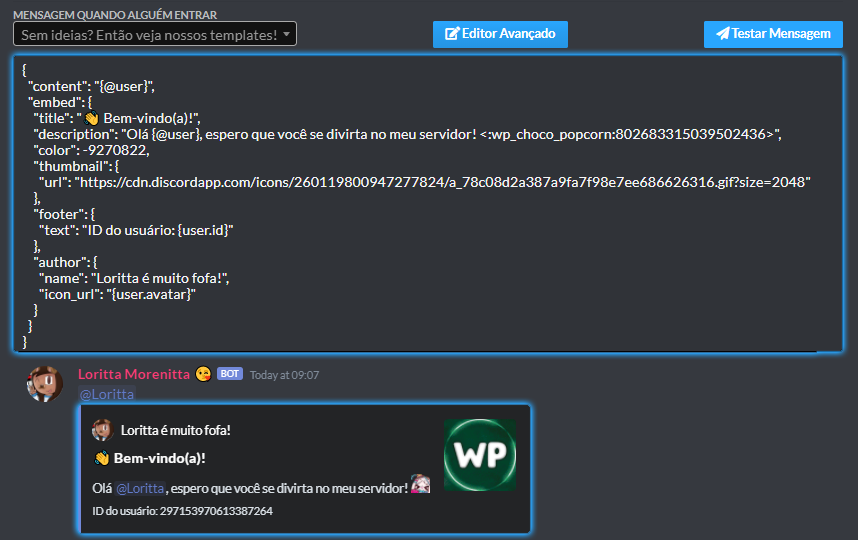 MENSAGEM QUANDO ALGUÉM ENTRAR
Sem ideias? Então veja nossos templates!
Editor Avançado
Testar Mensagem
{
"content": "{@user}",
"embed": {
"title": "👋 Bem-vindo(a)!",
"description": "Olá {@user}, espero que você se divirta no meu servidor! <:wp_choco_popcorn:802683315039502436>",
"color": -9270822,
"thumbnail": {
"url": "https://cdn.discordapp.com/icons/260119800947277824/a_78c08d2a387a9fa7f98e7ee686626316.gif?size=2048"
},
"footer": {
"text": "ID do usuário: {user.id}"
},
"author": {
"name": "Loritta é muito fofa!",
"icon_url": "{user.avatar}"
}
}
}
Loritta Morenitta 😘 BOT Today at 09:07
@Loritta
Loritta é muito fofa!
👋 Bem-vindo(a)!
WP
Olá @Loritta, espero que você se divirta no meu servidor!
ID do usuário: 297153970613387264